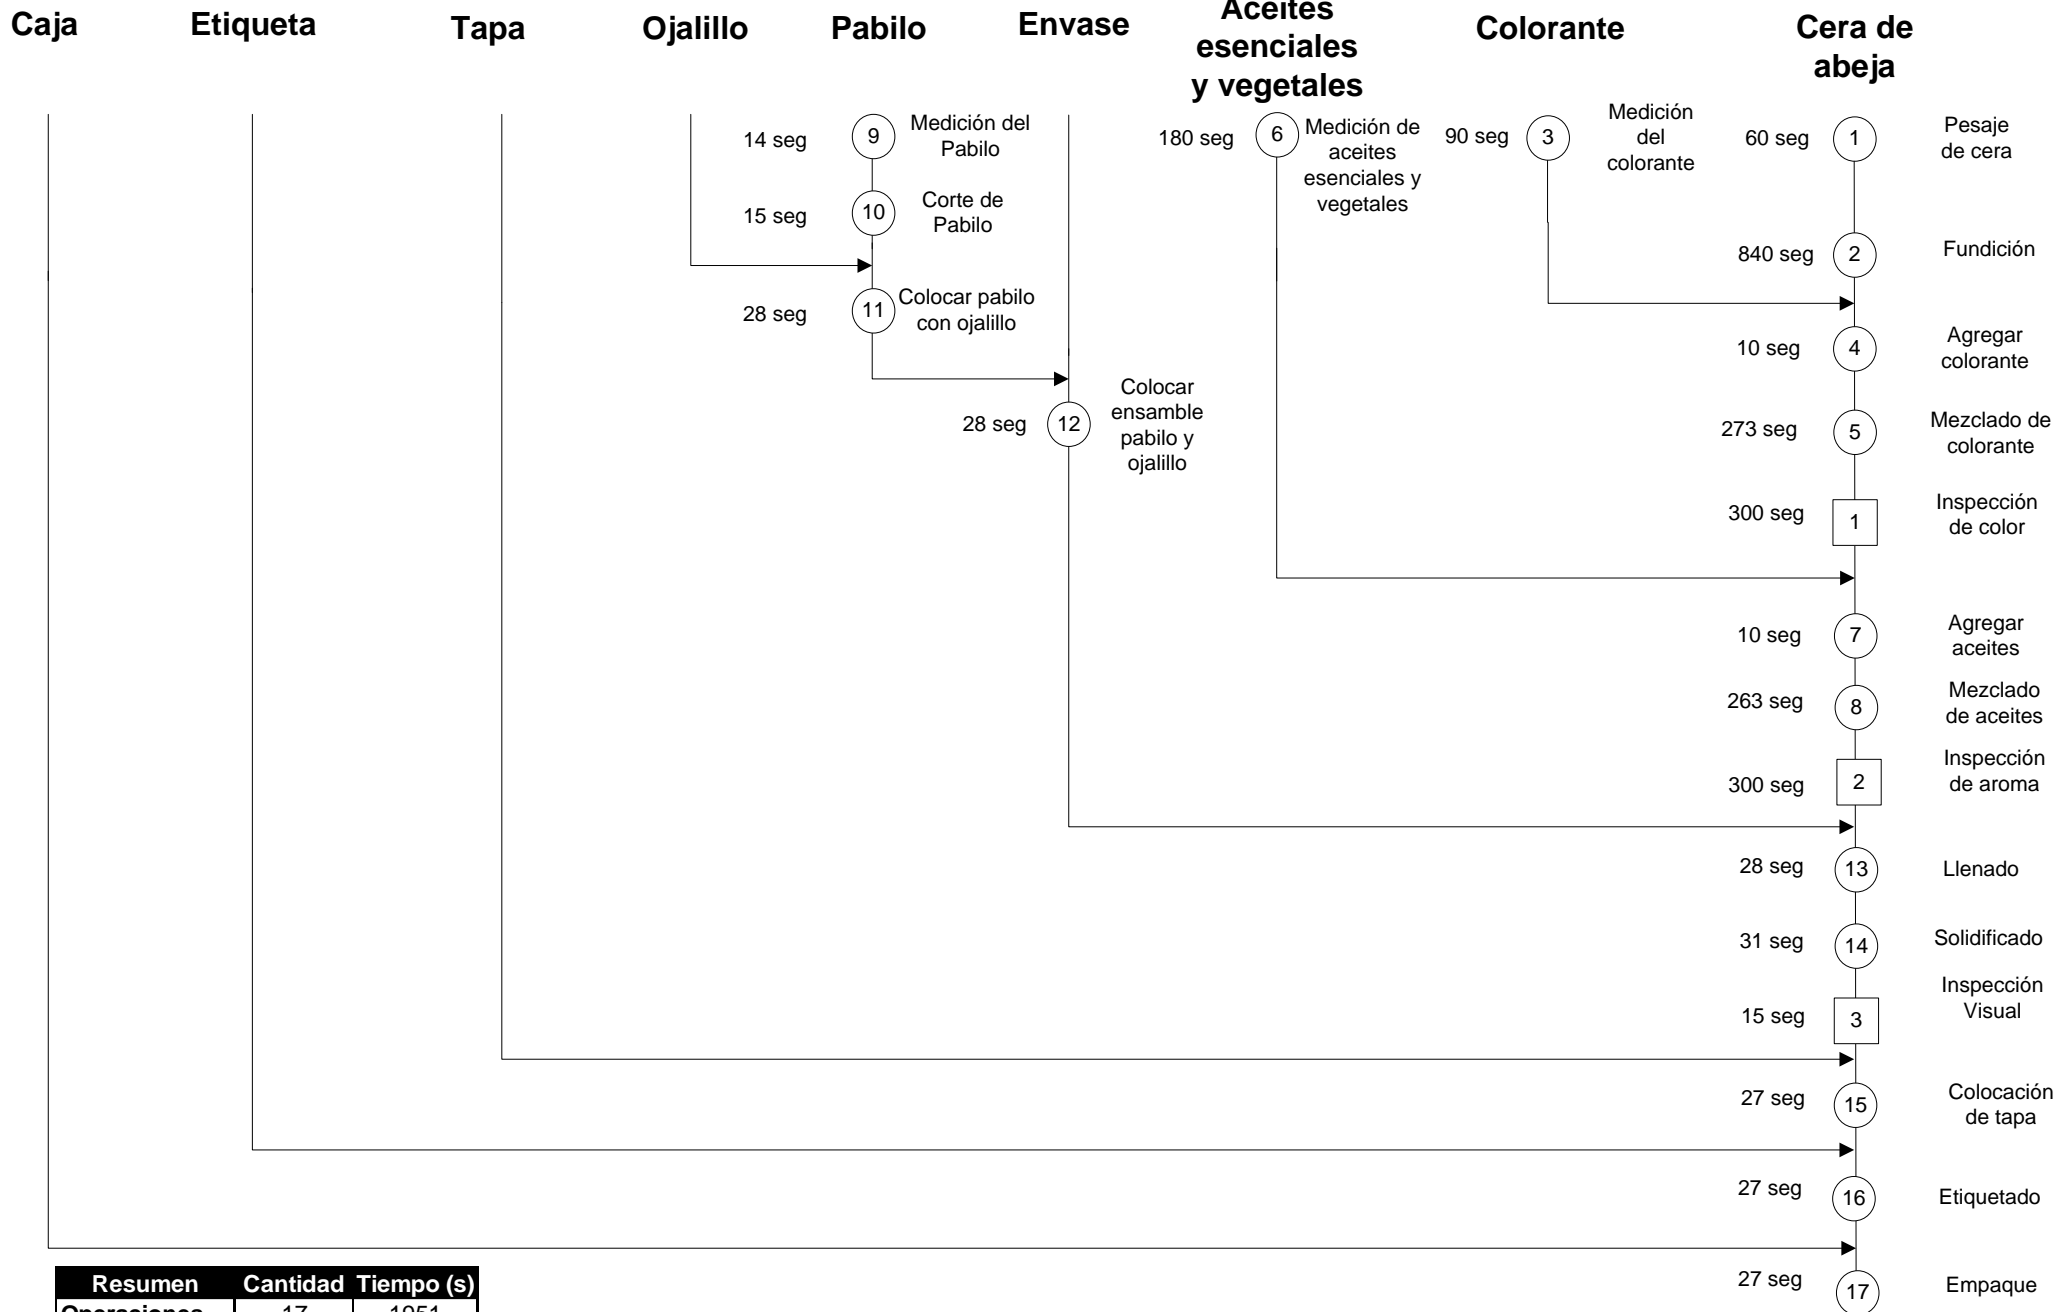 Caja
Etiqueta
Tapa
Ojalillo
Pabilo
Envase
Aceites
esenciales
y vegetales
Colorante
Cera de
abeja
14 seg
9
Medición del
Pabilo
180 seg
6
Medición de
aceites
esenciales y
vegetales
90 seg
3
Medición
del
colorante
60 seg
1
Pesaje
de cera
15 seg
10
Corte de
Pabilo
840 seg
2
Fundición
28 seg
11
Colocar pabilo
con ojalillo
10 seg
4
Agregar
colorante
28 seg
12
Colocar
ensamble
pabilo y
ojalillo
273 seg
5
Mezclado de
colorante
300 seg
1
Inspección
de color
10 seg
7
Agregar
aceites
263 seg
8
Mezclado
de aceites
300 seg
2
Inspección
de aroma
28 seg
13
Llenado
31 seg
14
Solidificado
15 seg
3
Inspección
Visual
27 seg
15
Colocación
de tapa
27 seg
16
Etiquetado
27 seg
17
Empaque
Resumen Cantidad Tiempo (s)
Operaciones 17 1951